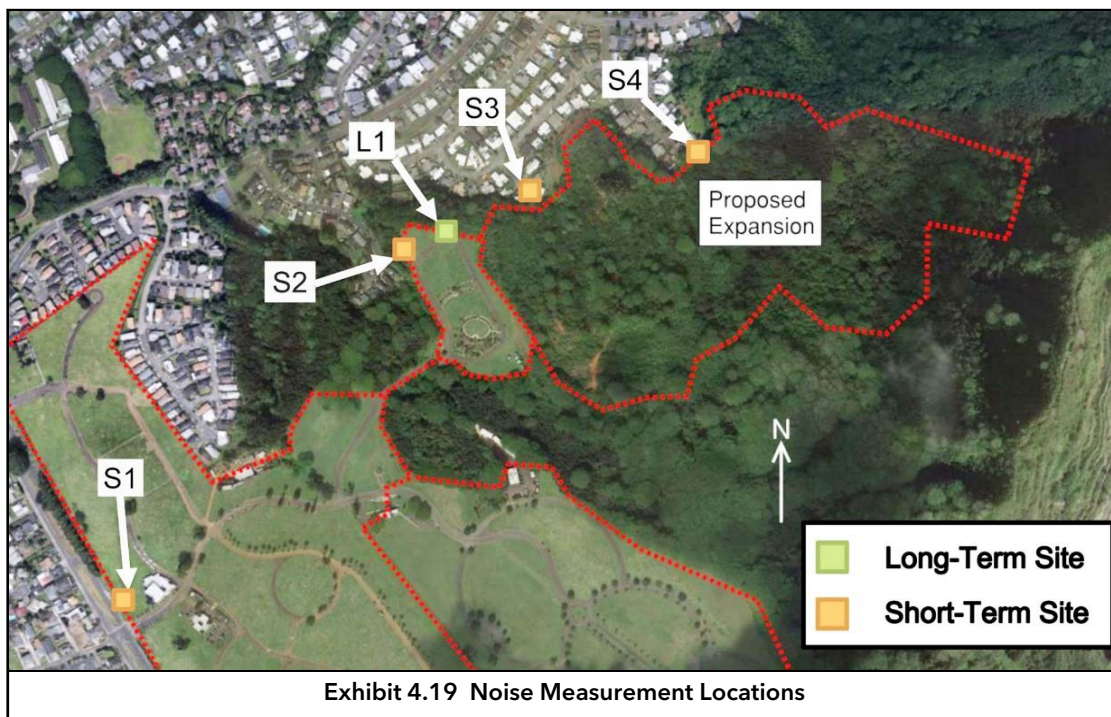 S4
S3
L1
Proposed
Expansion
S2
N
S1
Long-Term Site
Short-Term Site
Exhibit 4.19 Noise Measurement Locations